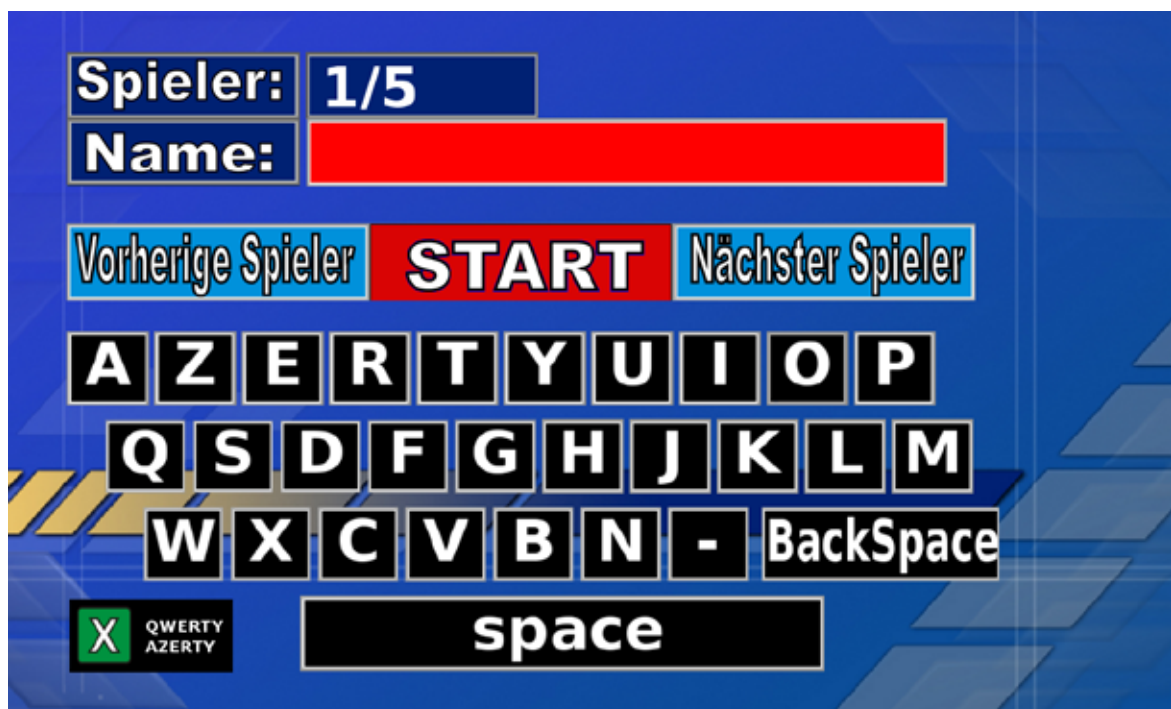 Spieler: 1/5
Name:
Vorherige Spieler START Nächster Spieler
A Z E R T Y U I O P
Q S D F G H J K L M
W X C V B N - BackSpace
X QWERTY
AZERTY
space